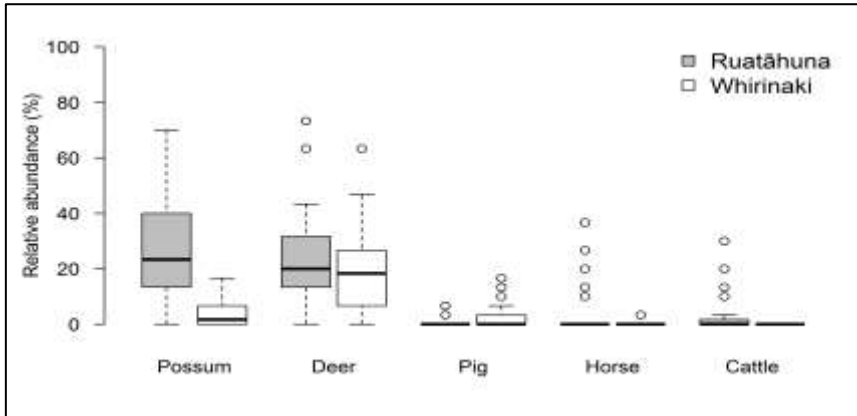 Relative abundance (%)
100
80
60
40
20
0
Ruatāhuna
Whirinaki
Possum
Deer
Pig
Horse
Cattle